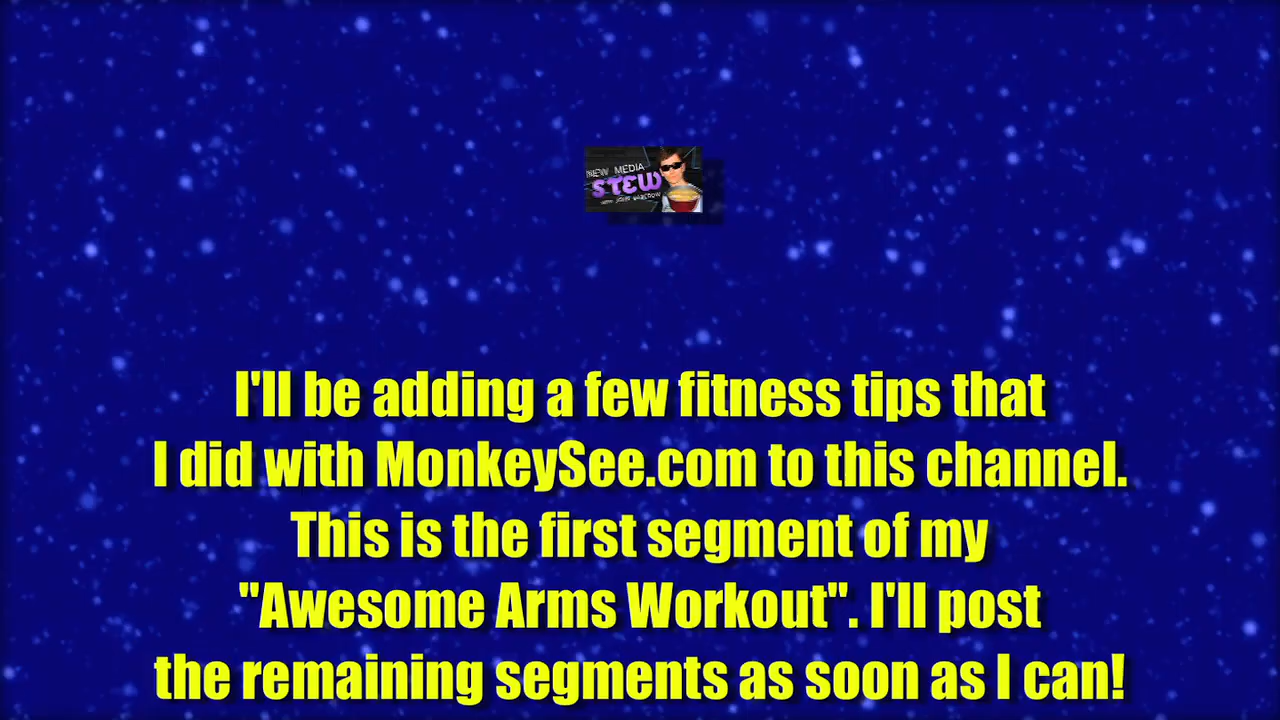 NEW MEDIA
STEW
I'll be adding a few fitness tips that
I did with MonkeySee.com to this channel.
This is the first segment of my
"Awesome Arms Workout". I'll post
the remaining segments as soon as I can!